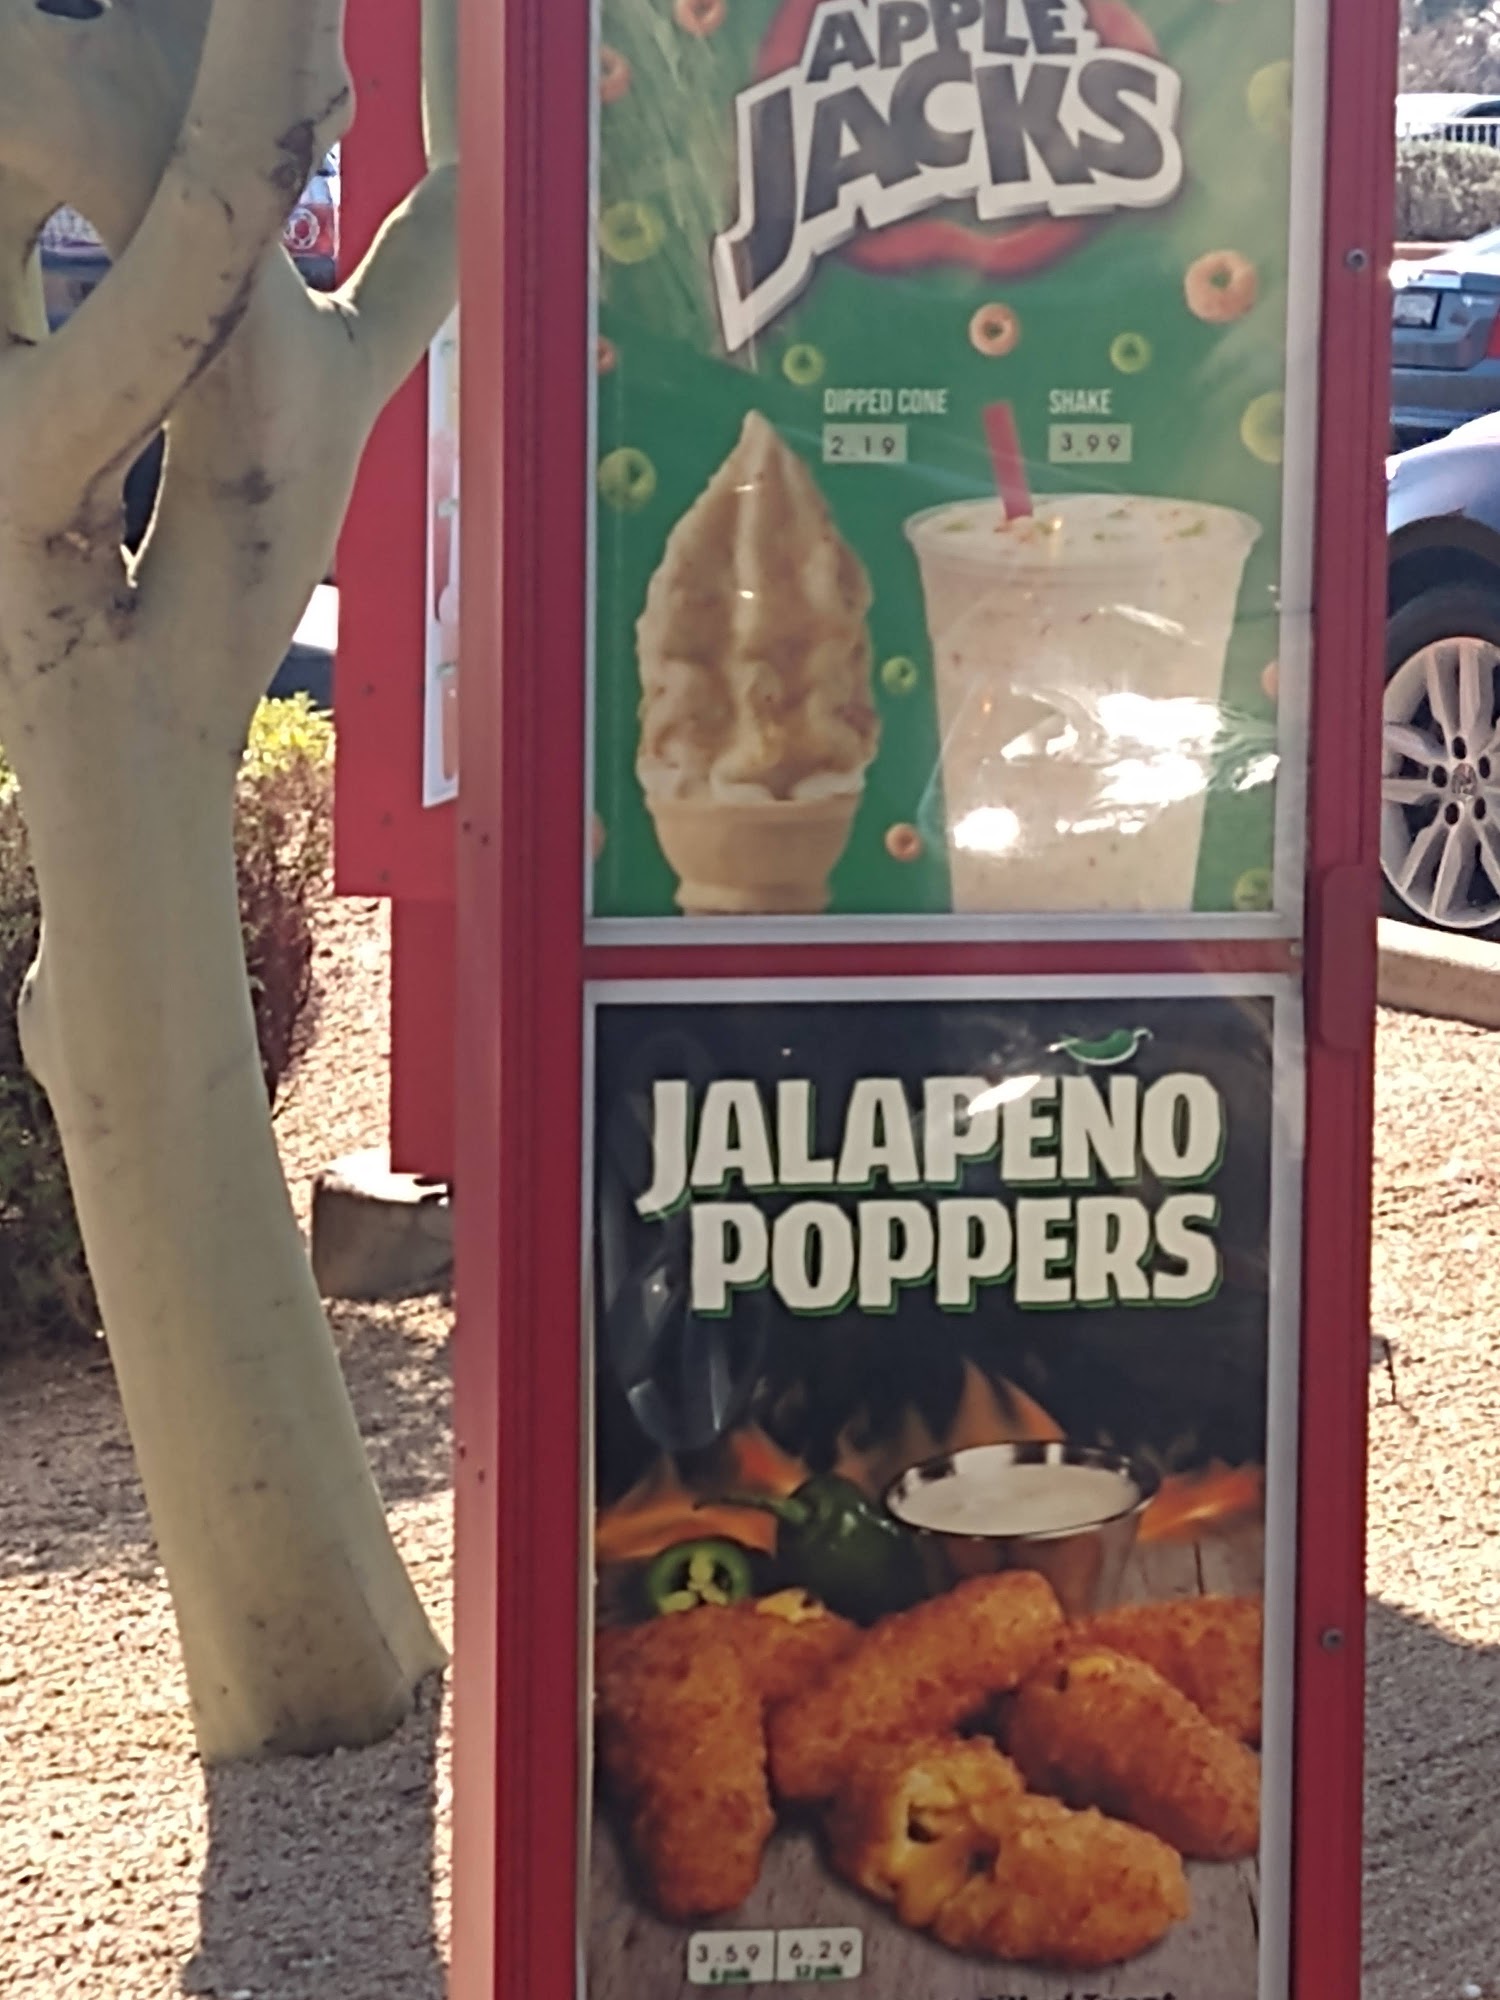 APPLE
JACKS
DIPPED CONE
2.19
SHAKE
3.99
JALAPENO
POPPERS
3.59
6.29